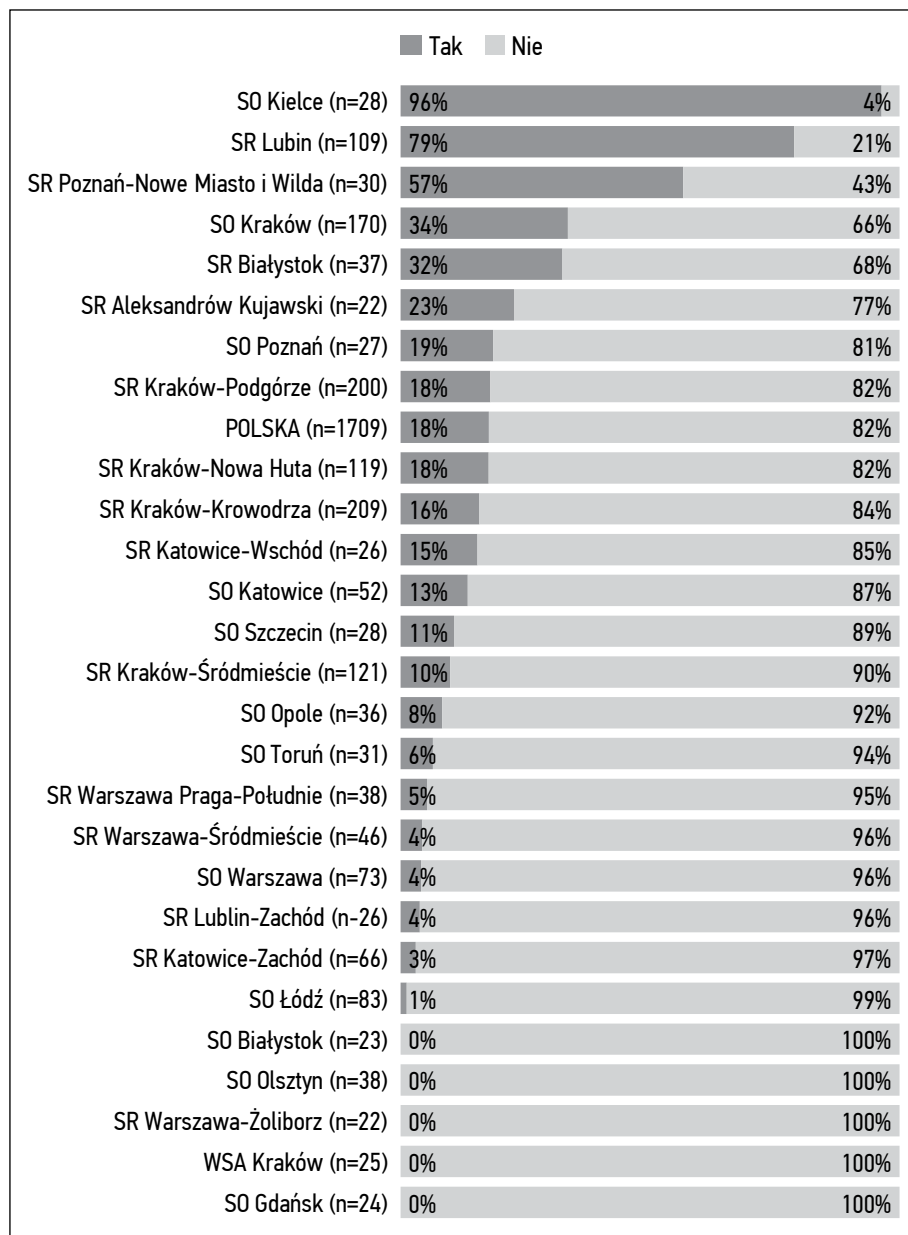 Tak Nie
SO Kielce (n=28) 96% 4%
SR Lubin (n=109) 79% 21%
SR Poznań-Nowe Miasto i Wilda (n=30) 57% 43%
SO Kraków (n=170) 34% 66%
SR Białystok (n=37) 32% 68%
SR Aleksandrów Kujawski (n=22) 23% 77%
SO Poznań (n=27) 19% 81%
SR Kraków-Podgórze (n=200) 18% 82%
POLSKA (n=1709) 18% 82%
SR Kraków-Nowa Huta (n=119) 18% 82%
SR Kraków-Krowodrza (n=209) 16% 84%
SR Katowice-Wschód (n=26) 15% 85%
SO Katowice (n=52) 13% 87%
SO Szczecin (n=28) 11% 89%
SR Kraków-Śródmieście (n=121) 10% 90%
SO Opole (n=36) 8% 92%
SO Toruń (n=31) 6% 94%
SR Warszawa Praga-Południe (n=38) 5% 95%
SR Warszawa-Śródmieście (n=46) 4% 96%
SO Warszawa (n=73) 4% 96%
SR Lublin-Zachód (n-26) 4% 96%
SR Katowice-Zachód (n=66) 3% 97%
SO Łódź (n=83) 1% 99%
SO Białystok (n=23) 0% 100%
SO Olsztyn (n=38) 0% 100%
SR Warszawa-Żoliborz (n=22) 0% 100%
WSA Kraków (n=25) 0% 100%
SO Gdańsk (n=24) 0% 100%